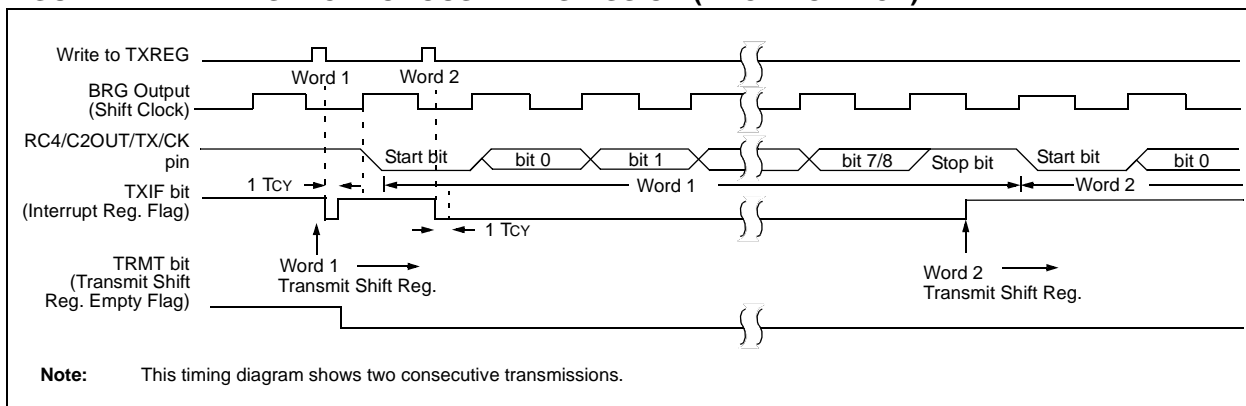 Write to TXREG
Word 1
Word 2
BRG Output
(Shift Clock)
RC4/C2OUT/TX/CK
pin
Start bit
bit 0
bit 1
bit 7/8
Stop bit
Start bit
bit 0
1 TCY
Word 1
Word 2
TXIF bit
(Interrupt Reg. Flag)
1 TCY
Word 1
Transmit Shift Reg.
Word 2
Transmit Shift Reg.
TRMT bit
(Transmit Shift
Reg. Empty Flag)
Note: This timing diagram shows two consecutive transmissions.